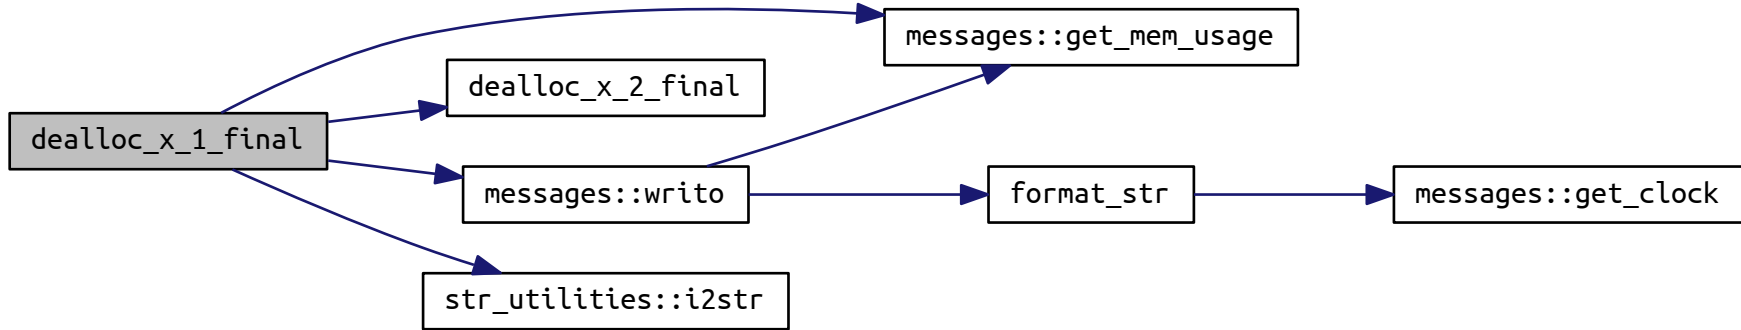 messages::get_mem_usage
dealloc_x_2_final
dealloc_x_1_final
messages::writo
format_str
messages::get_clock
str_utilities::i2str